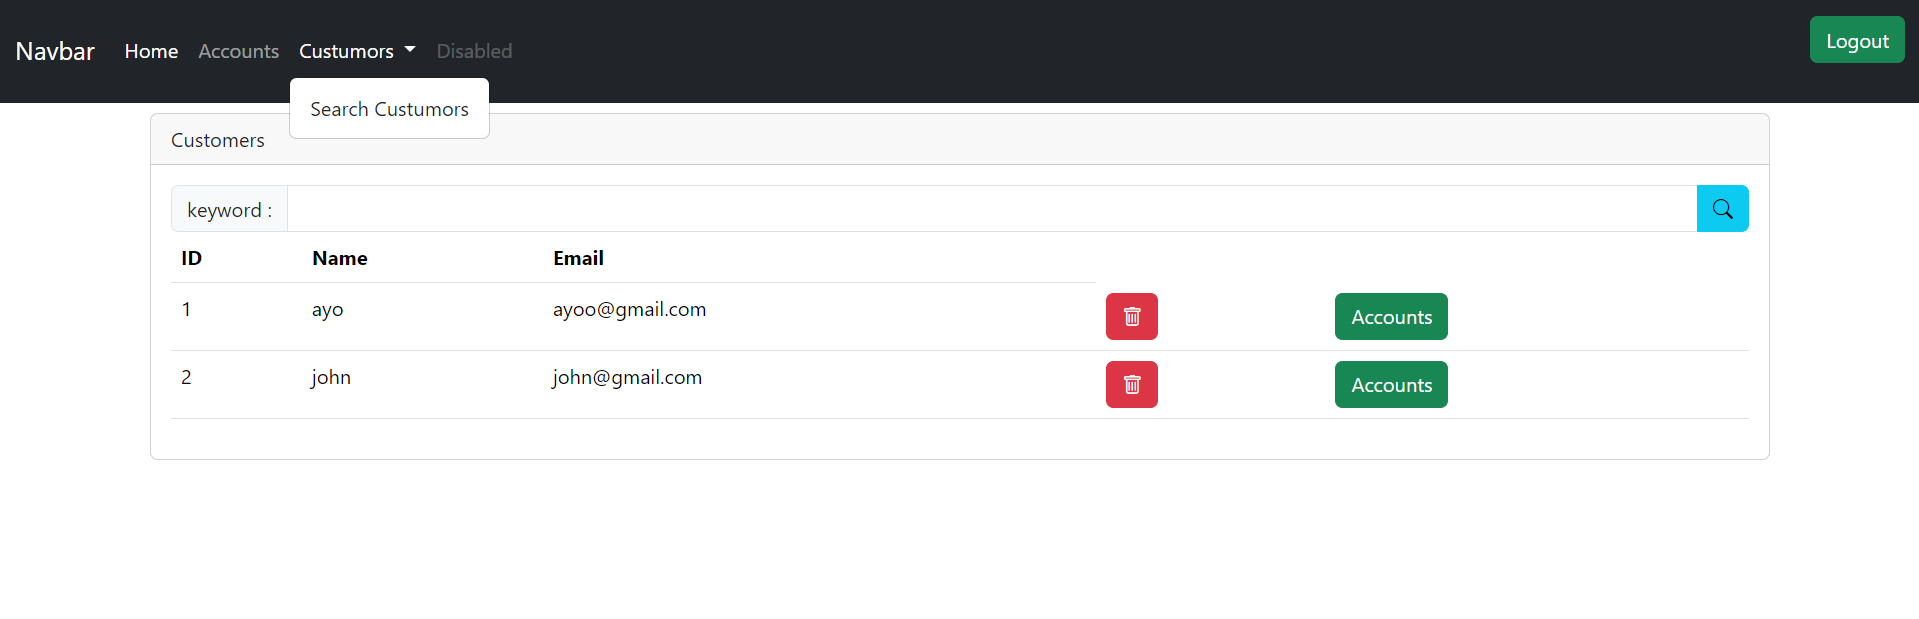 Navbar Home Accounts Custumors Disabled Logout
Search Custumors
Customers
keyword :
ID Name Email
1 ayo ayoo@gmail.com Accounts
2 john john@gmail.com Accounts